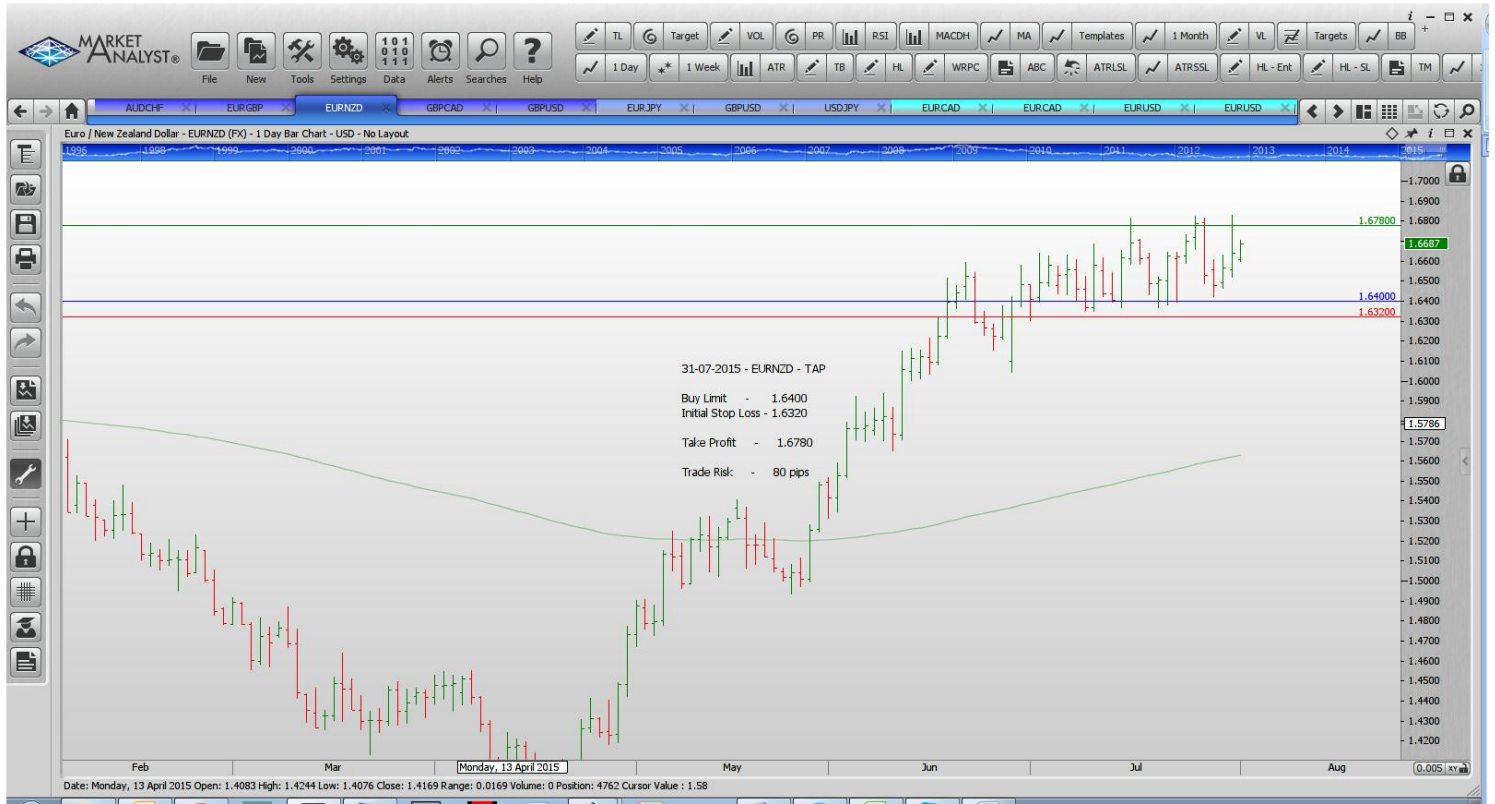 MARKET
ANALYST®
File New Tools Settings Data Alerts Searches Help
TL Target VOL PR RSI MACDH MA Templates 1 Month VL Targets BB
1 Day 1 Week ATR TB HL WRPC ABC ATRLSL ATRSSL HL - Ent HL - SL TM
AUDCHF EURGBP EURNZD GBPCAD GBPUSD EURJPY GBPUSD USDJPY EURCAD EURCAD EURUSD EURUSD
Euro / New Zealand Dollar - EURNZD (FX) - 1 Day Bar Chart - USD - No Layout
1996 1998 1999 2000 2001 2002 2003 2004 2005 2006 2007 2008 2009 2010 2011 2012 2013 2014 2015
1.7000
1.6900
1.67800 1.6800
1.6687
1.6600
1.6500
1.64000 1.6400
1.63200 1.6300
1.6200
1.6100
1.6000
1.5900
1.5786
1.5700
1.5600
1.5500
1.5400
1.5300
1.5200
1.5100
1.5000
1.4900
1.4800
1.4700
1.4600
1.4500
1.4400
1.4300
1.4200
31-07-2015 - EURNZD - TAP
Buy Limit - 1.6400
Initial Stop Loss - 1.6320
Take Profit - 1.6780
Trade Risk - 80 pips
Feb Mar Monday, 13 April 2015 May Jun Jul Aug 0.005 XY
Date: Monday, 13 April 2015 Open: 1.4083 High: 1.4244 Low: 1.4076 Close: 1.4169 Range: 0.0169 Volume: 0 Position: 4762 Cursor Value : 1.58